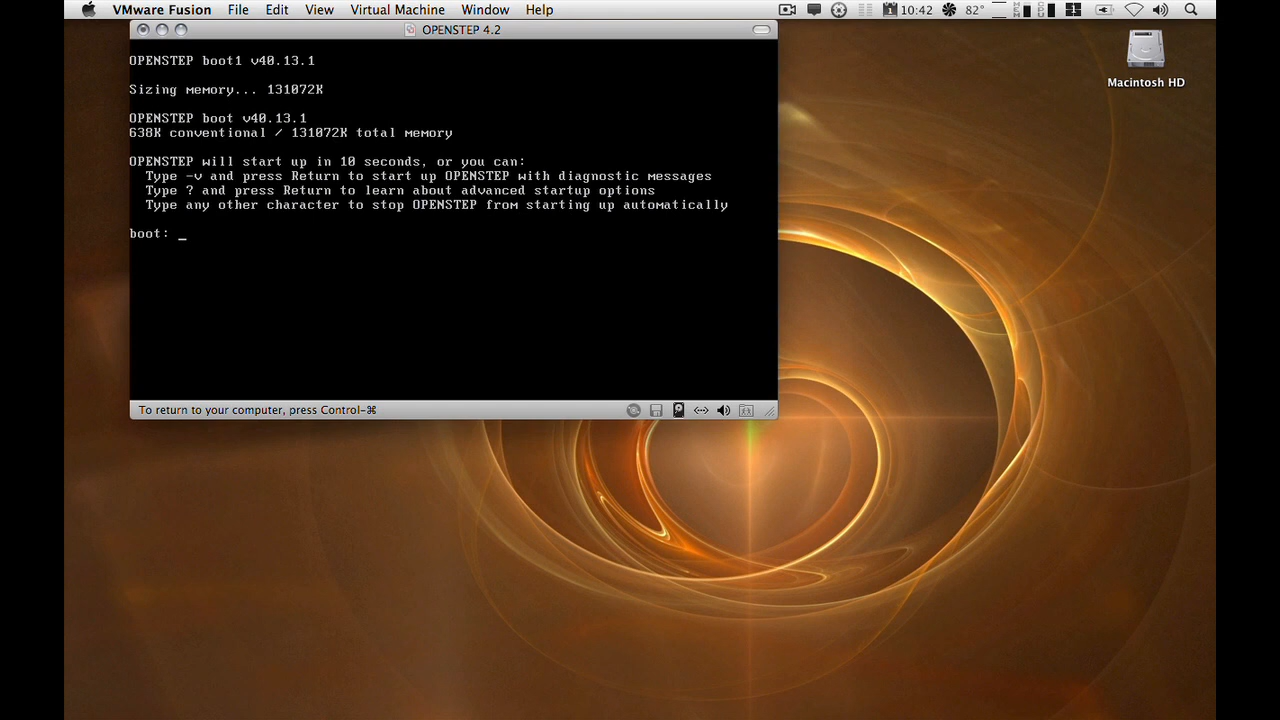 VMware Fusion File Edit View Virtual Machine Window Help 10:42 82°
OPENSTEP 4.2
OPENSTEP boot1 v40.13.1
Sizing memory... 131072K
OPENSTEP boot v40.13.1
638K conventional / 131072K total memory
OPENSTEP will start up in 10 seconds, or you can:
Type -v and press Return to start up OPENSTEP with diagnostic messages
Type ? and press Return to learn about advanced startup options
Type any other character to stop OPENSTEP from starting up automatically
boot: _
To return to your computer, press Control-⌘
Macintosh HD